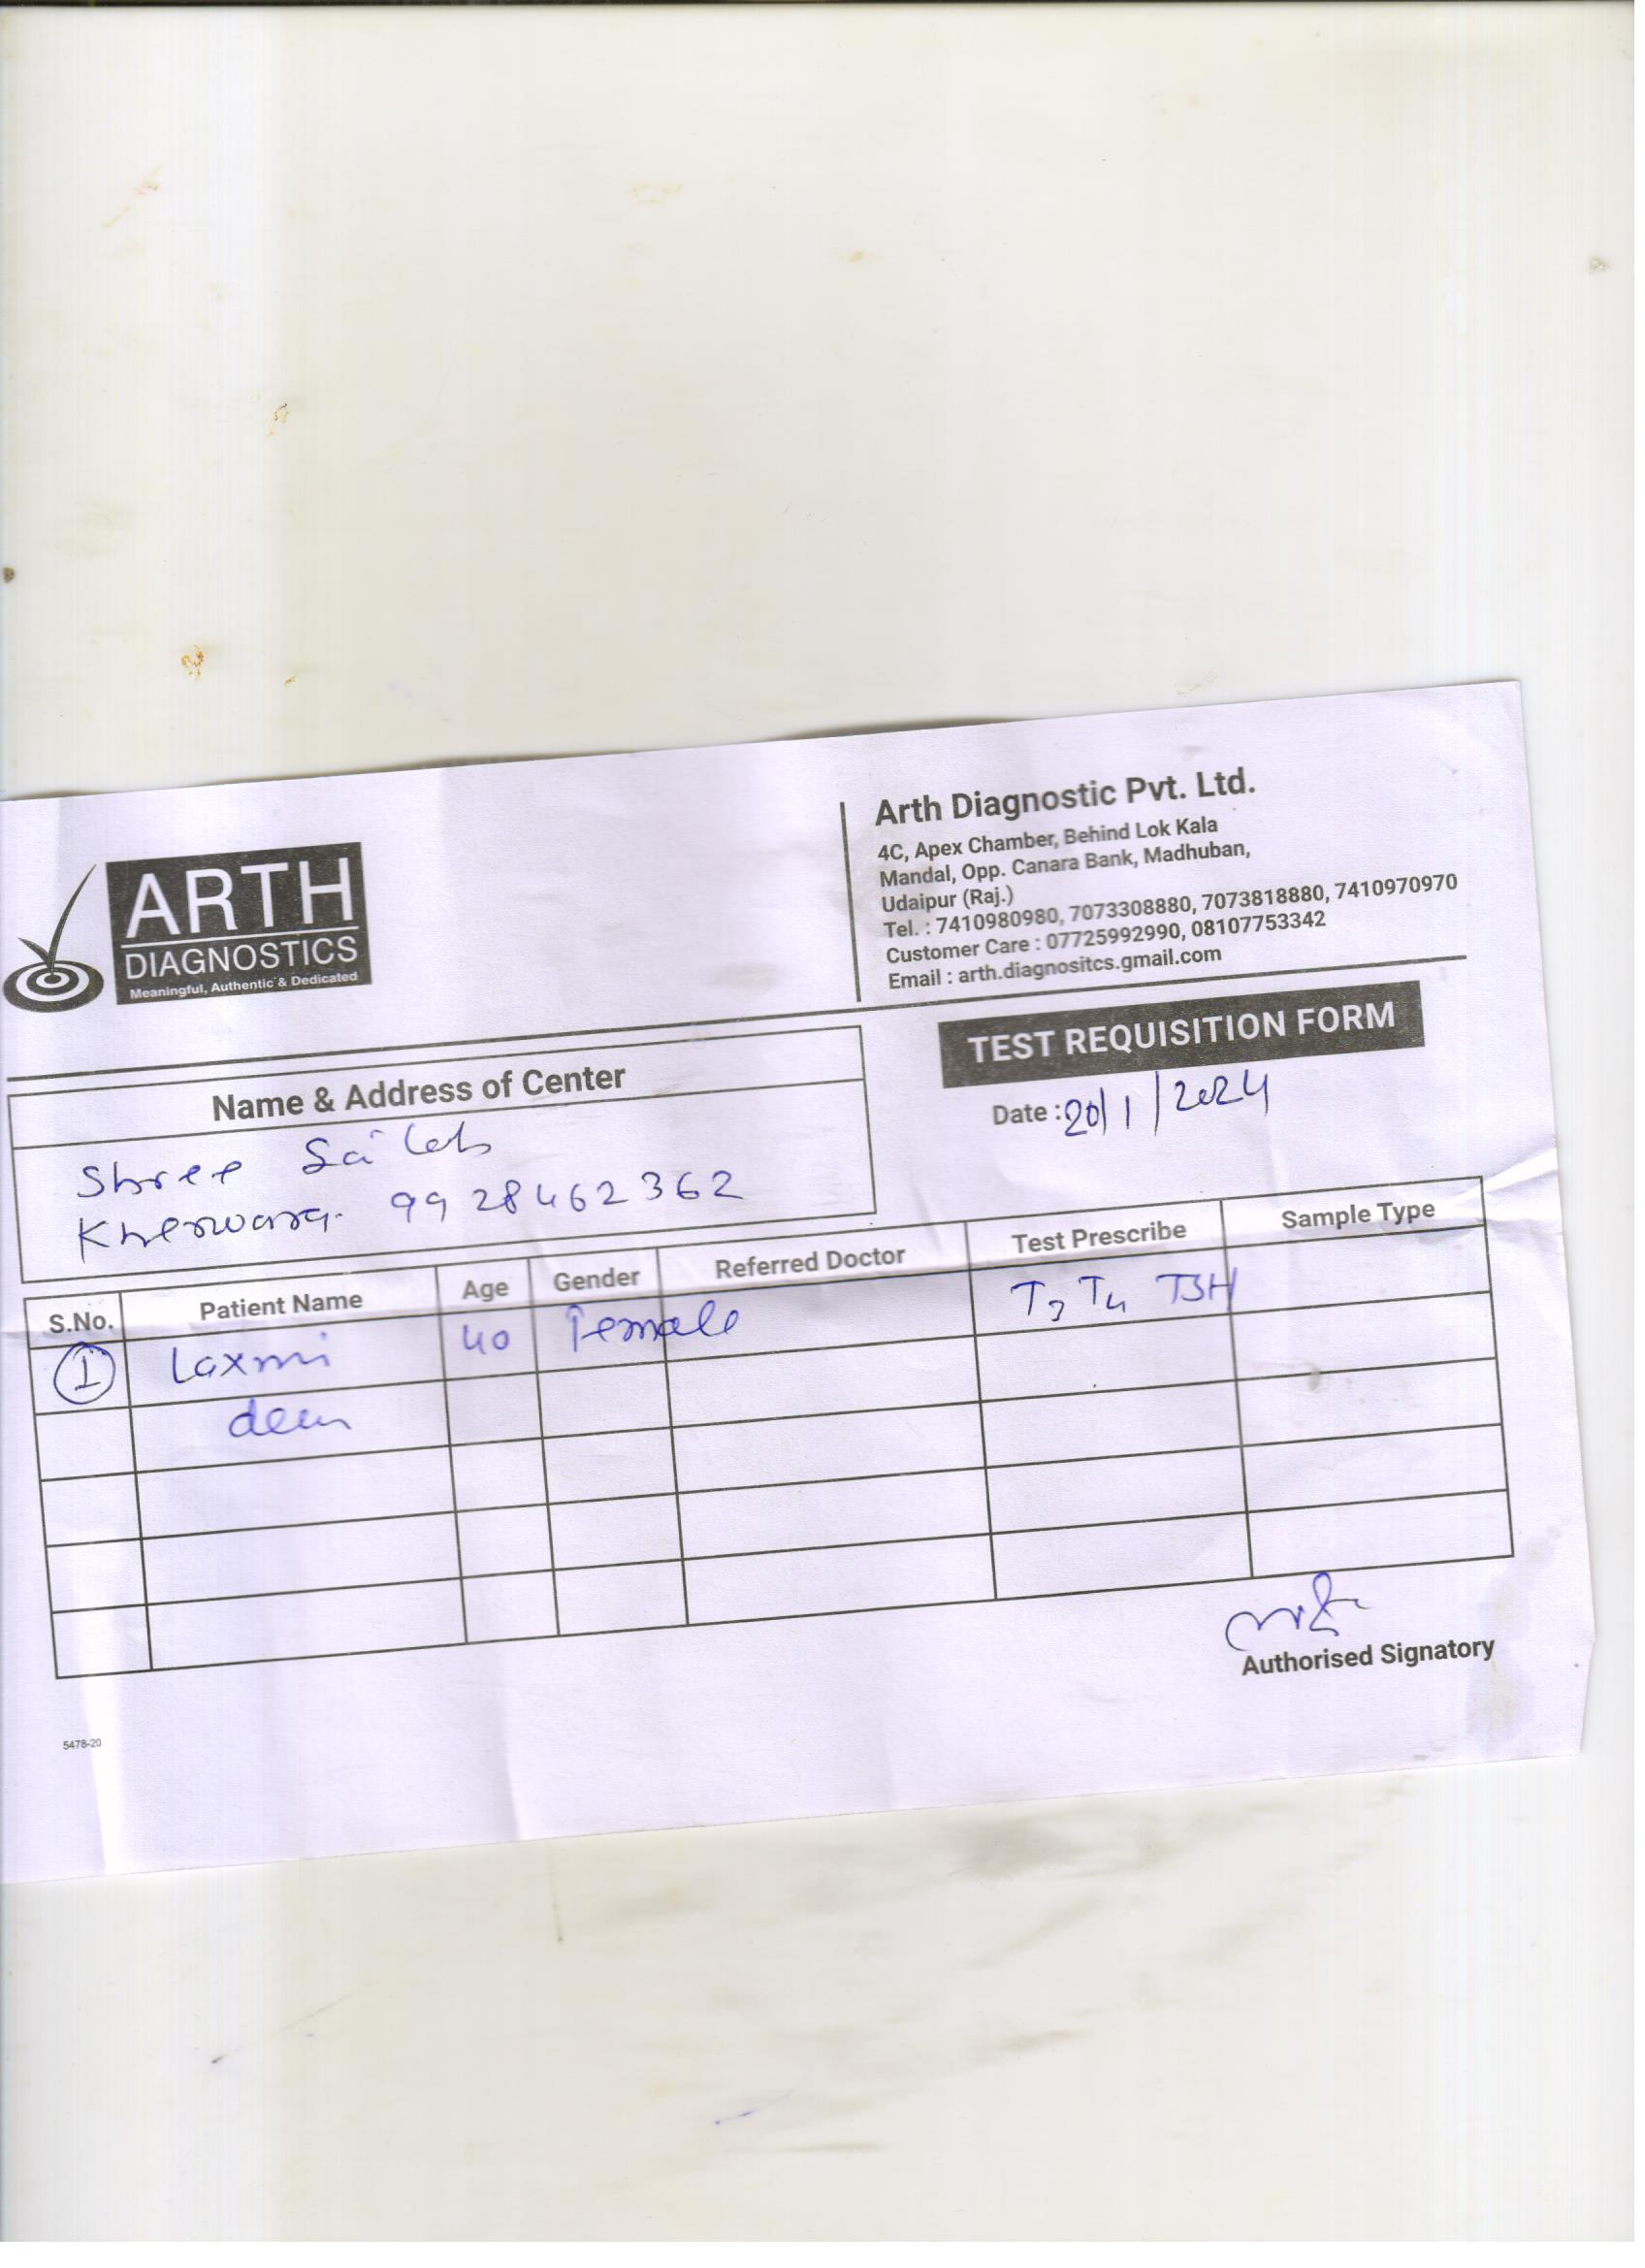 ARTH
DIAGNOSTICS
Meaningful, Authentic & Dedicated
Arth Diagnostic Pvt. Ltd.
4C, Apex Chamber, Behind Lok Kala
Mandal, Opp. Canara Bank, Madhuban,
Udaipur (Raj.)
Tel. : 7410980980, 7073308880, 7073818880, 7410970970
Customer Care : 07725992990, 08107753342
Email : arth.diagnositcs.gmail.com
TEST REQUISITION FORM
Date : 20/1/2024
Name & Address of Center
Shree Sai Lab
Kherwara. 9928462362
S.No. Patient Name Age Gender Referred Doctor Test Prescribe Sample Type
1 Laxmi 40 Female T3 T4 TSH
Authorised Signatory
5478-20